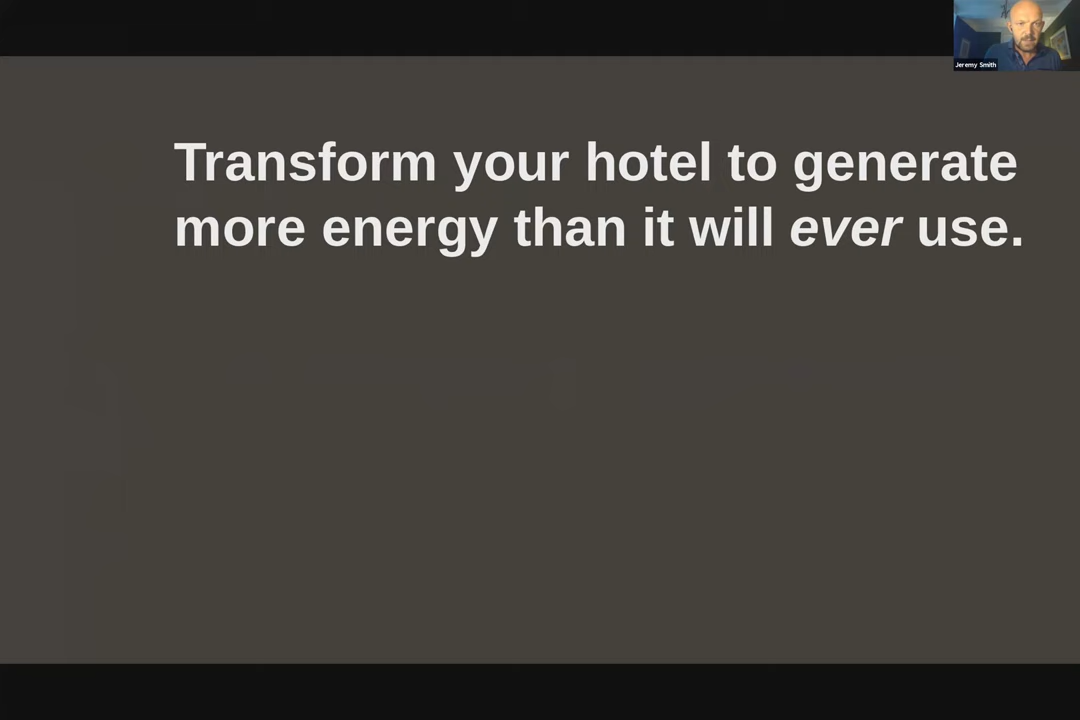 Jeremy Smith
Transform your hotel to generate
more energy than it will ever use.